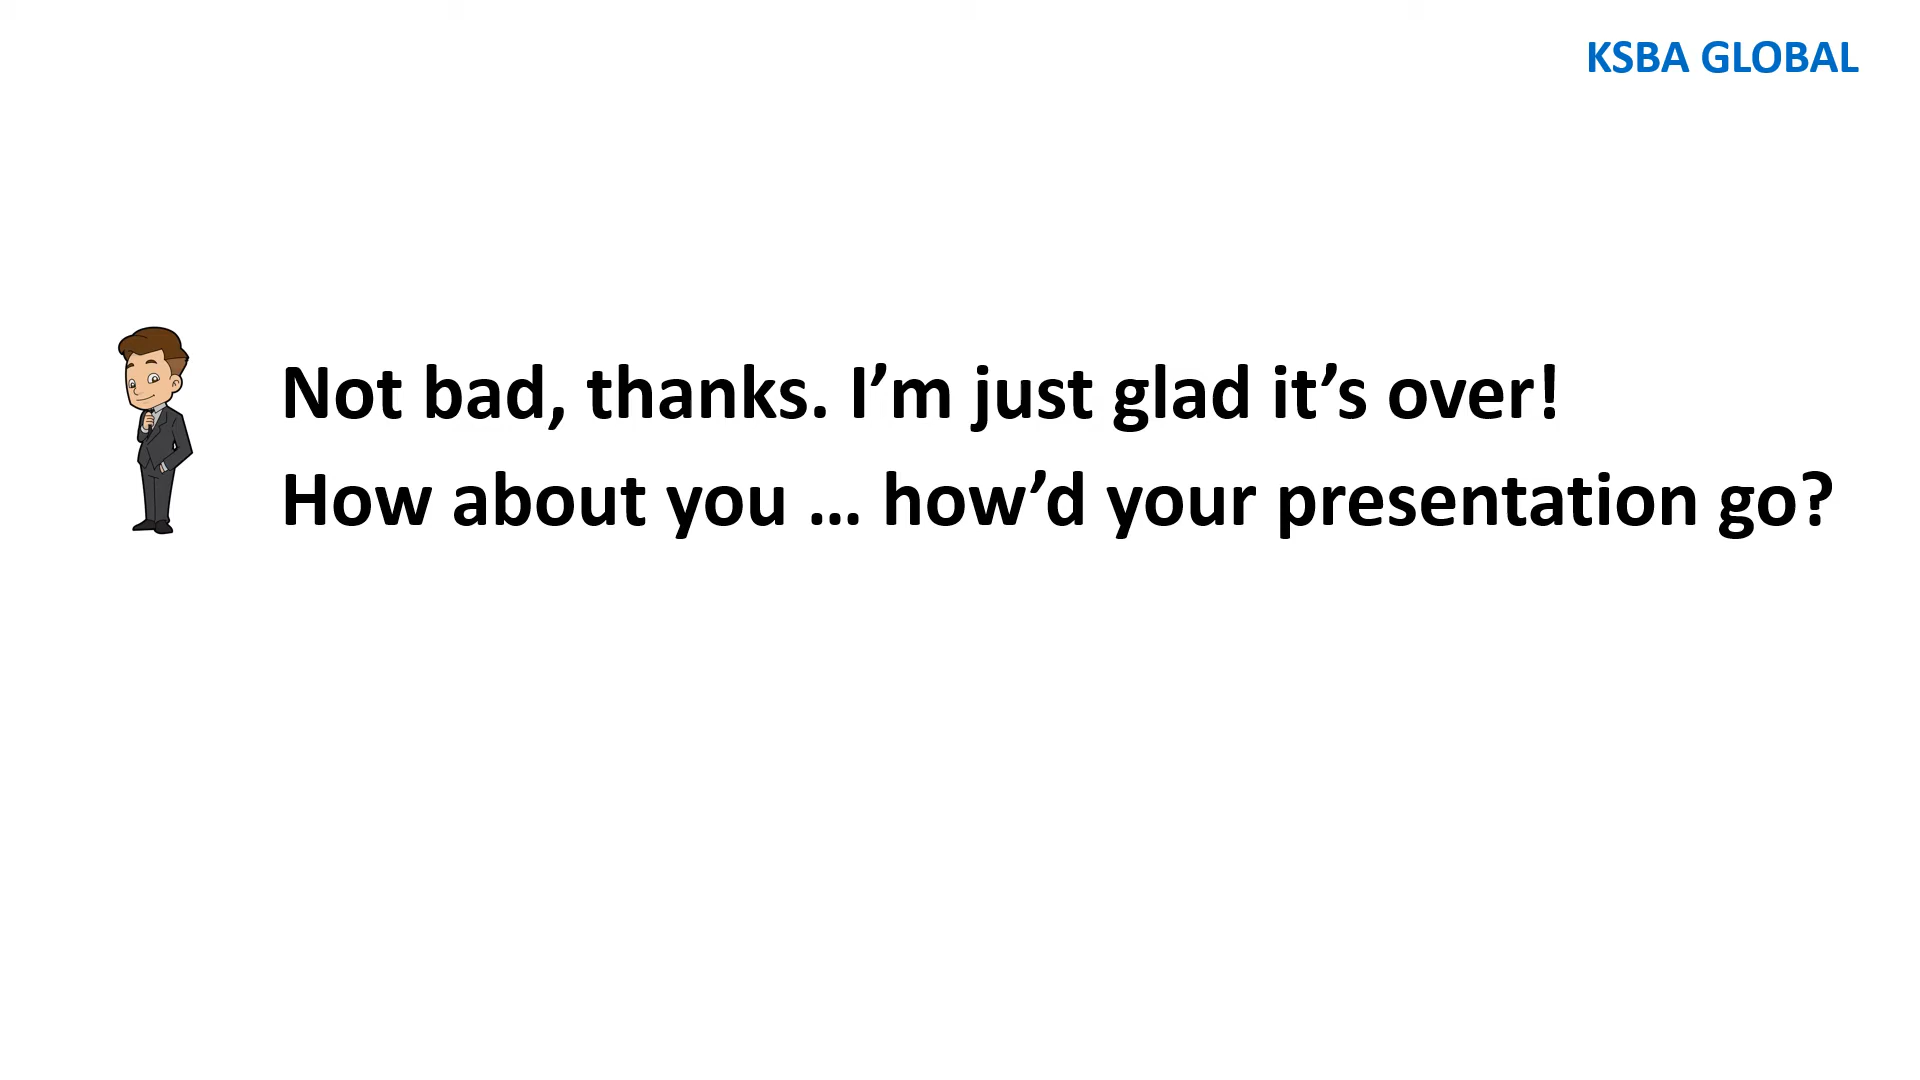 KSBA GLOBAL
Not bad, thanks. I’m just glad it’s over!
How about you … how’d your presentation go?